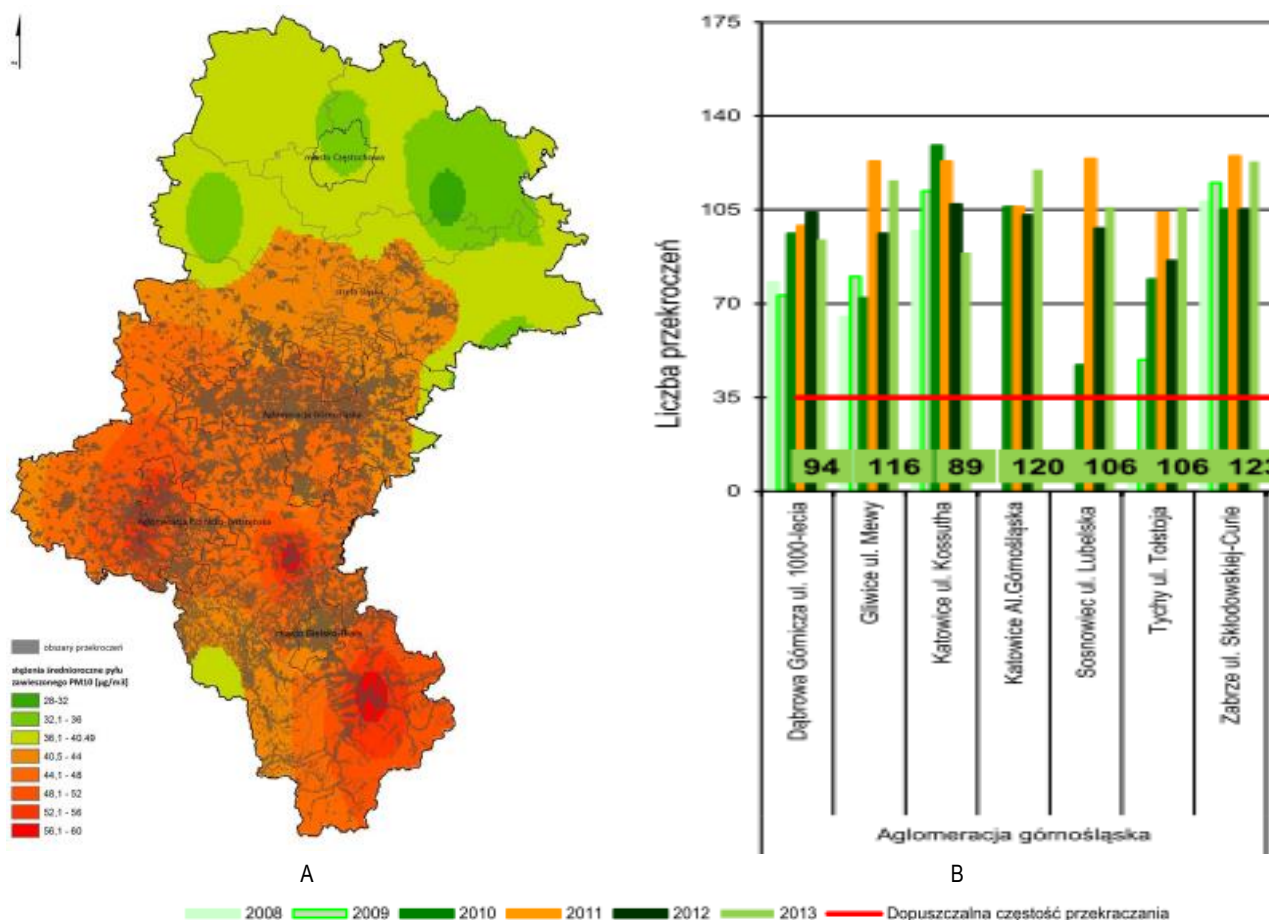 miasto Częstochowa
strefa śląska
Aglomeracja Górnośląska
miasto Bielsko-Biała
obszary przekroczeń
stężenia średnioroczne pyłu
zawieszonego PM10 [µg/m3]
28-32
32,1 - 36
36,1 - 40.49
40,5 - 44
44,1 - 48
48,1 - 52
52,1 - 56
56,1 - 60
A
Liczba przekroczeń
175
140
105
70
35
0
94 116 89 120 106 106 123
Dąbrowa Górnicza ul. 1000-lecia
Gliwice ul. Mewy
Katowice ul. Kossutha
Katowice Al.Górnośląska
Sosnowiec ul. Lubelska
Tychy ul. Tołstoja
Zabrze ul. Skłodowskiej-Curie
Aglomeracja górnośląska
B
2008 2009 2010 2011 2012 2013 Dopuszczalna częstość przekraczania